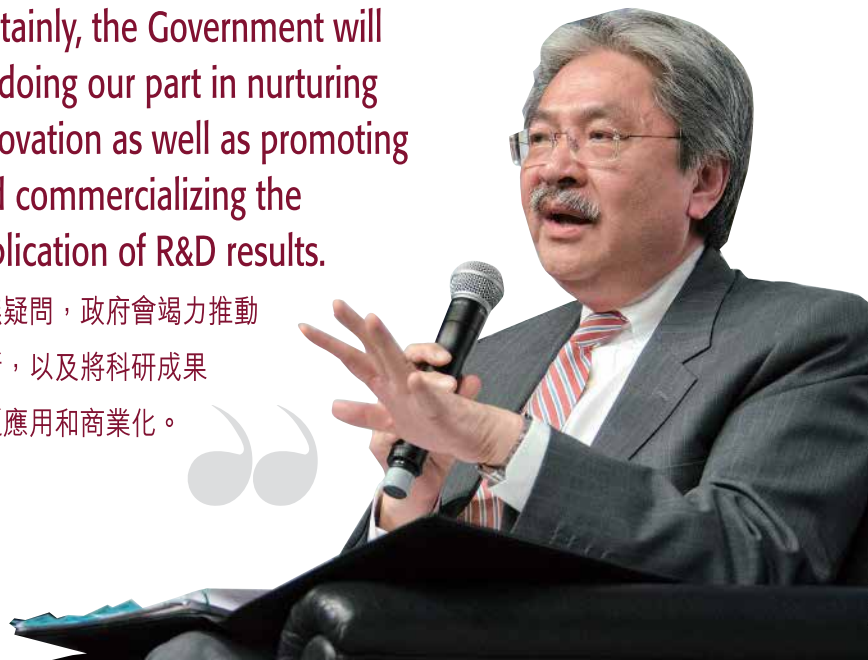 tainly, the Government will
doing our part in nurturing
ovation as well as promoting
commercializing the
lication of R&D results.
疑問，政府會竭力推動
，以及將科研成果
應用和商業化。